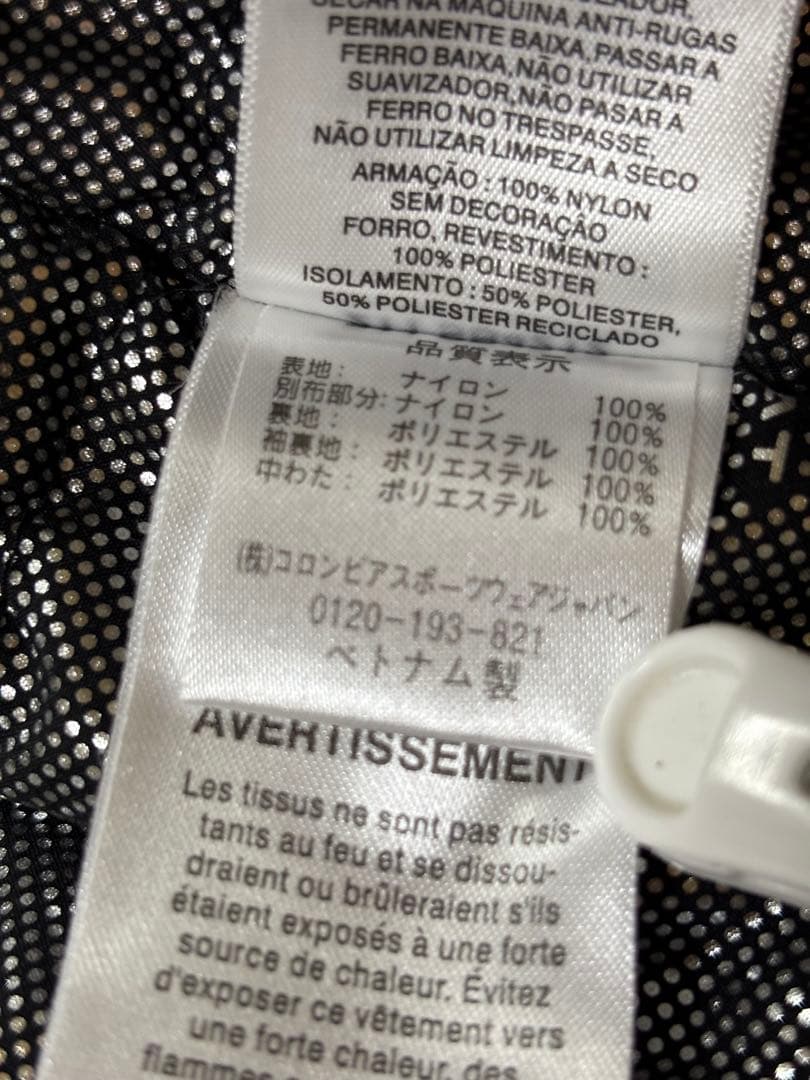 SECAR NA MÁQUINA ANTI-RUGAS
PERMANENTE BAIXA,PASSAR A
FERRO BAIXA,NÃO UTILIZAR
SUAVIZADOR,NÃO PASAR A
FERRO NO TRESPASSE,
NÃO UTILIZAR LIMPEZA A SECO
ARMAÇÃO : 100% NYLON
SEM DECORAÇÃO
FORRO, REVESTIMENTO :
100% POLIESTER
ISOLAMENTO : 50% POLIESTER,
50% POLIESTER RECICLADO
品質表示
表地: ナイロン 100%
別布部分: ナイロン 100%
裏地: ポリエステル 100%
袖裏地: ポリエステル 100%
中わた: ポリエステル 100%
(株)コロンビアスポーツウェアジャパン
0120-193-821
ベトナム製
AVERTISSEMENT
Les tissus ne sont pas résis-
tants au feu et se dissou-
draient ou brûleraient s'ils
étaient exposés à une forte
source de chaleur. Évitez
d'exposer ce vêtement vers
une forte chaleur, des
flammes